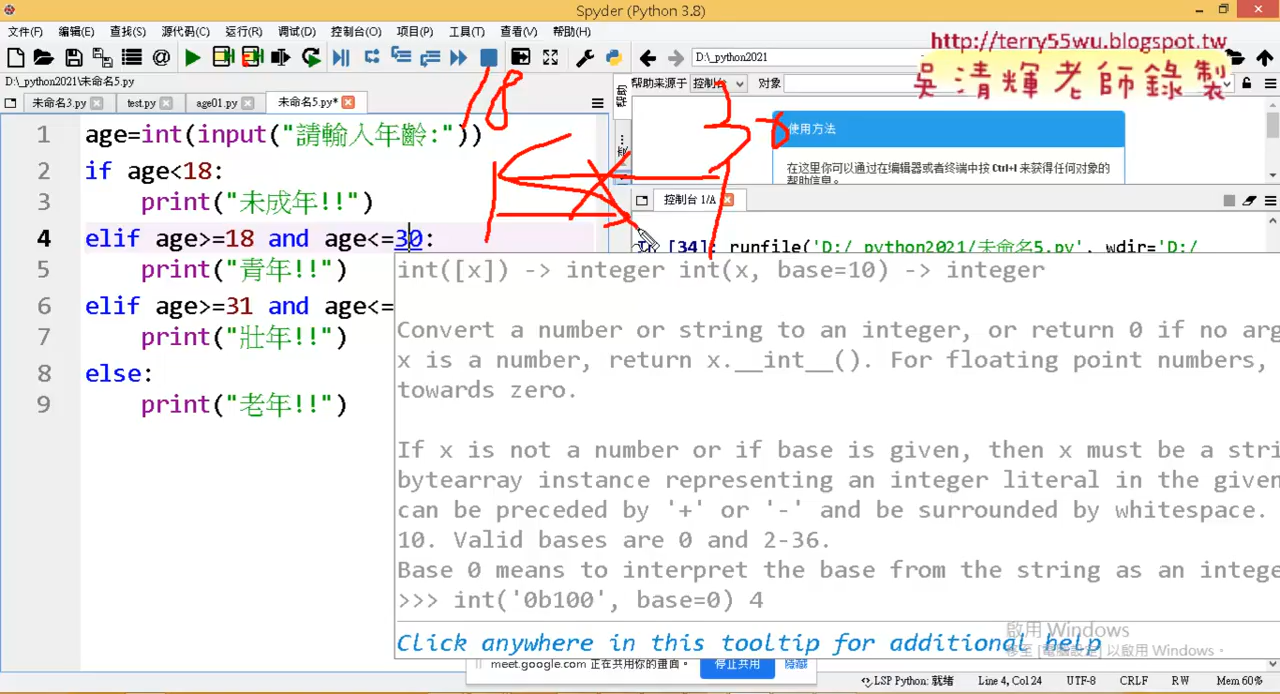 Spyder (Python 3.8)
文件(F) 编辑(E) 查找(S) 源代码(C) 运行(R) 调试(D) 控制台(O) 项目(P) 工具(T) 查看(V) 帮助(H)
D:\_python2021
http://terry55wu.blogspot.tw
吳清輝老師錄製
D:\_python2021\未命名5.py
未命名3.py test.py age01.py 未命名5.py*
帮助来源于 控制台 对象
18
30
使用方法
在这里你可以通过在编辑器或者终端中按 Ctrl+I 来获得任何对象的
帮助信息。
控制台 1/A
1 age=int(input("請輸入年齡:"))
2 if age<18:
3 print("未成年!!")
4 elif age>=18 and age<=30:
5 print("青年!!")
6 elif age>=31 and age<=
7 print("壯年!!")
8 else:
9 print("老年!!")
In [34]: runfile('D:/_python2021/未命名5.py', wdir='D:/
int([x]) -> integer int(x, base=10) -> integer
Convert a number or string to an integer, or return 0 if no arg
x is a number, return x.__int__(). For floating point numbers,
towards zero.
If x is not a number or if base is given, then x must be a stri
bytearray instance representing an integer literal in the given
can be preceded by '+' or '-' and be surrounded by whitespace.
10. Valid bases are 0 and 2-36.
Base 0 means to interpret the base from the string as an intege
>>> int('0b100', base=0) 4
Click anywhere in this tooltip for additional help
啟用 Windows
移至 [電腦設定] 以啟用 Windows。
meet.google.com 正在共用你的畫面。 停止共用 隱藏
LSP Python: 就绪 Line 4, Col 24 UTF-8 CRLF RW Mem 60%